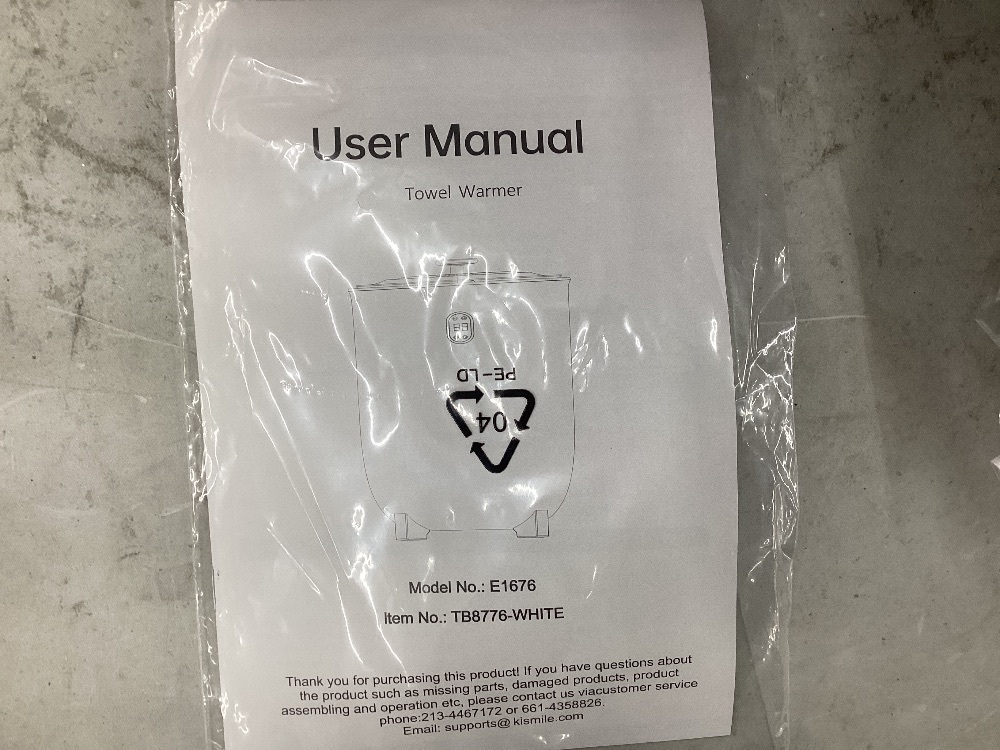 User Manual
Towel Warmer
PE-LD
04
Model No.: E1676
Item No.: TB8776-WHITE
Thank you for purchasing this product! If you have questions about
the product such as missing parts, damaged products, product
assembling and operation etc, please contact us viacustomer service
phone:213-4467172 or 661-4358826.
Email: supports@ kismile.com